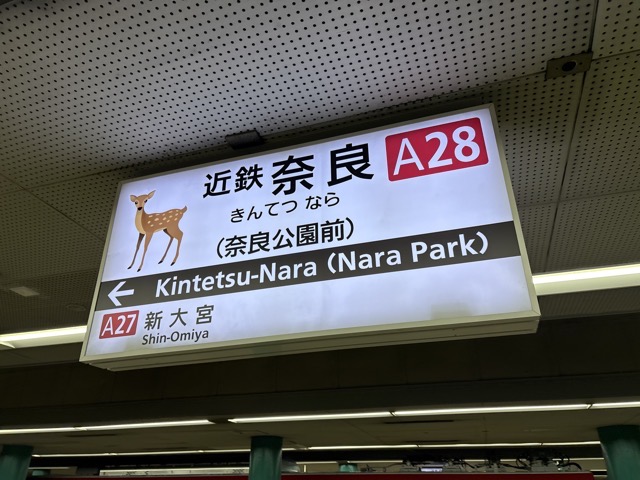 近鉄 奈良 A28
きんてつ なら
(奈良公園前)
← Kintetsu-Nara (Nara Park)
A27 新大宮
Shin-Omiya